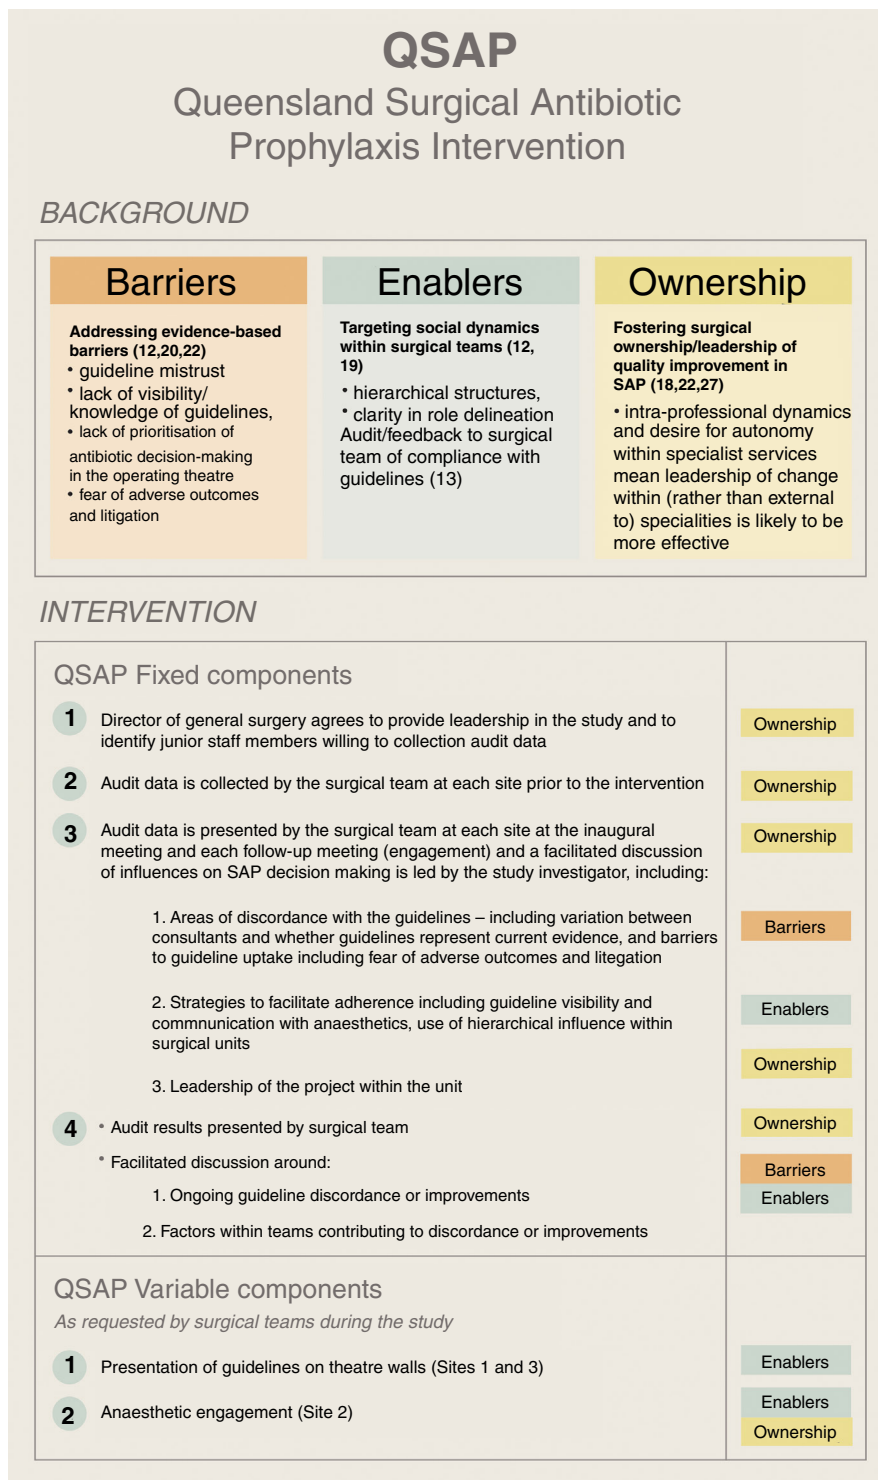 QSAP
Queensland Surgical Antibiotic
Prophylaxis Intervention
BACKGROUND
Barriers
Addressing evidence-based
barriers (12,20,22)
• guideline mistrust
• lack of visibility/
knowledge of guidelines,
• lack of prioritisation of
antibiotic decision-making
in the operating theatre
• fear of adverse outcomes
and litigation
Enablers
Targeting social dynamics
within surgical teams (12,
19)
• hierarchical structures,
• clarity in role delineation
Audit/feedback to surgical
team of compliance with
guidelines (13)
Ownership
Fostering surgical
ownership/leadership of
quality improvement in
SAP (18,22,27)
• intra-professional dynamics
and desire for autonomy
within specialist services
mean leadership of change
within (rather than external
to) specialities is likely to be
more effective
INTERVENTION
QSAP Fixed components
1 Director of general surgery agrees to provide leadership in the study and to
identify junior staff members willing to collection audit data
Ownership
2 Audit data is collected by the surgical team at each site prior to the intervention
Ownership
3 Audit data is presented by the surgical team at each site at the inaugural
meeting and each follow-up meeting (engagement) and a facilitated discussion
of influences on SAP decision making is led by the study investigator, including:
Ownership
1. Areas of discordance with the guidelines – including variation between
consultants and whether guidelines represent current evidence, and barriers
to guideline uptake including fear of adverse outcomes and litegation
Barriers
2. Strategies to facilitate adherence including guideline visibility and
commnunication with anaesthetics, use of hierarchical influence within
surgical units
Enablers
3. Leadership of the project within the unit
Ownership
4 • Audit results presented by surgical team
Ownership
• Facilitated discussion around:
1. Ongoing guideline discordance or improvements
2. Factors within teams contributing to discordance or improvements
Barriers
Enablers
QSAP Variable components
As requested by surgical teams during the study
1 Presentation of guidelines on theatre walls (Sites 1 and 3)
Enablers
2 Anaesthetic engagement (Site 2)
Enablers
Ownership